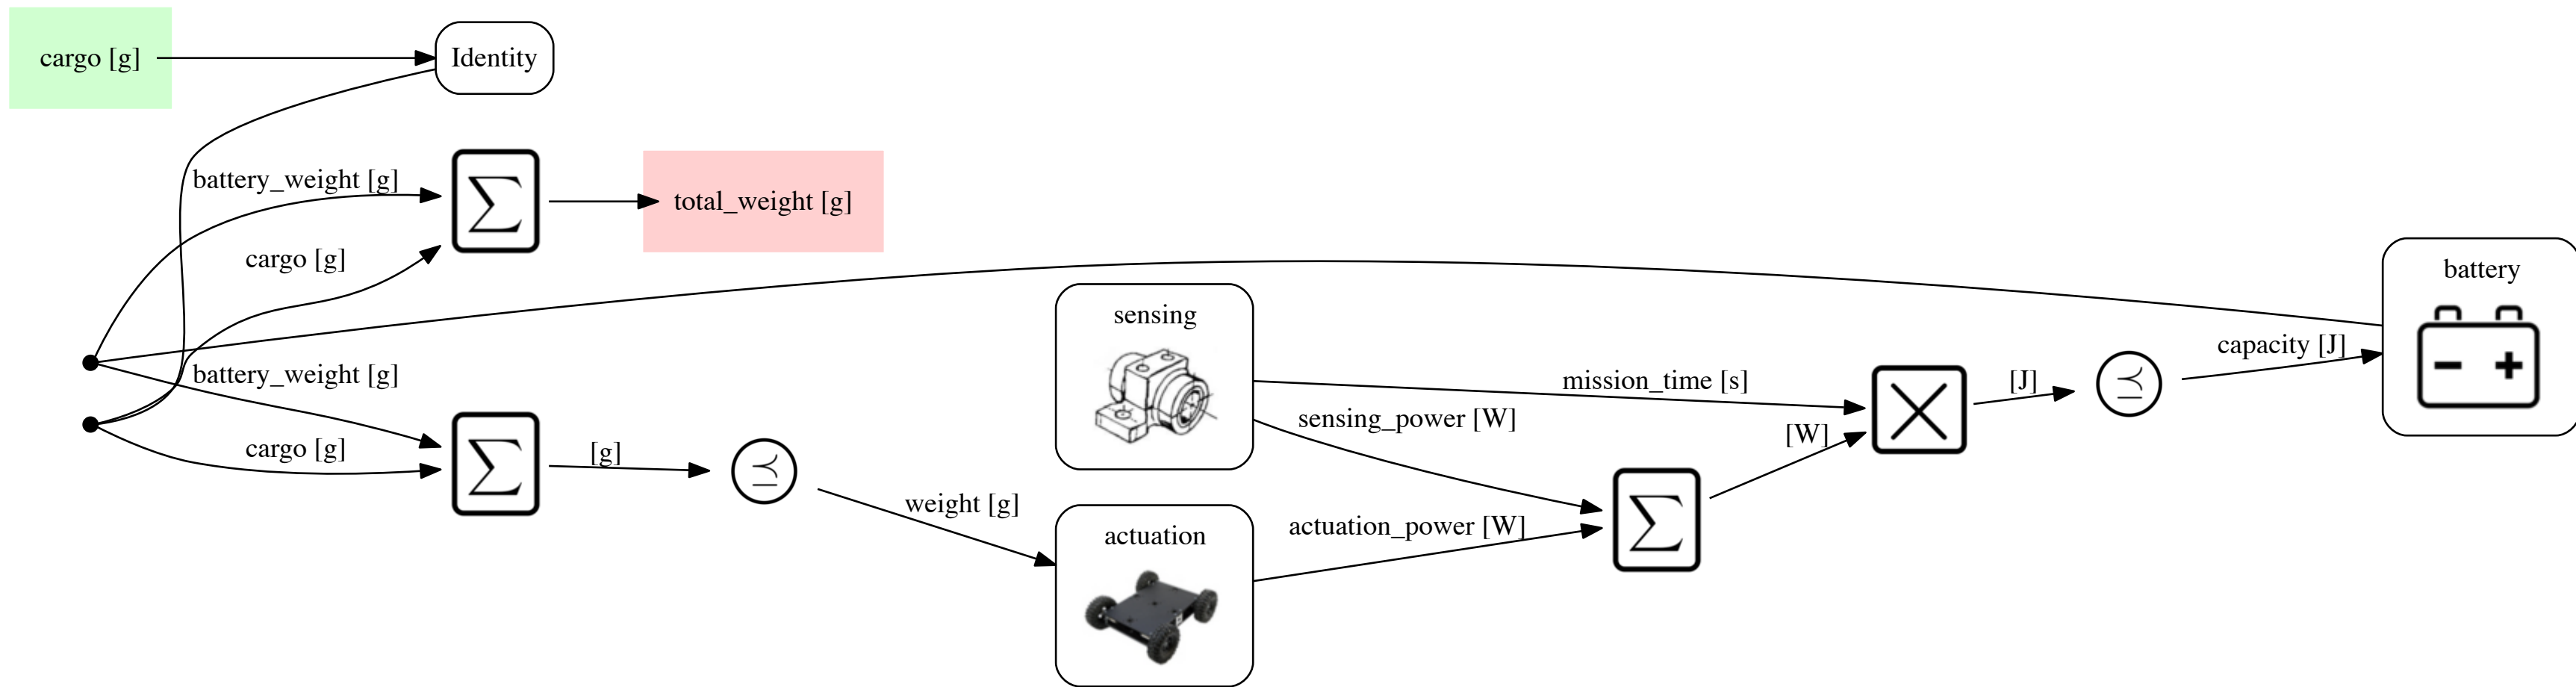 cargo [g]
Identity
battery_weight [g]
∑
total_weight [g]
cargo [g]
battery
sensing
capacity [J]
battery_weight [g]
mission_time [s]
[J]
⪯
sensing_power [W]
[W]
cargo [g]
∑
[g]
⪯
weight [g]
actuation_power [W]
∑
actuation